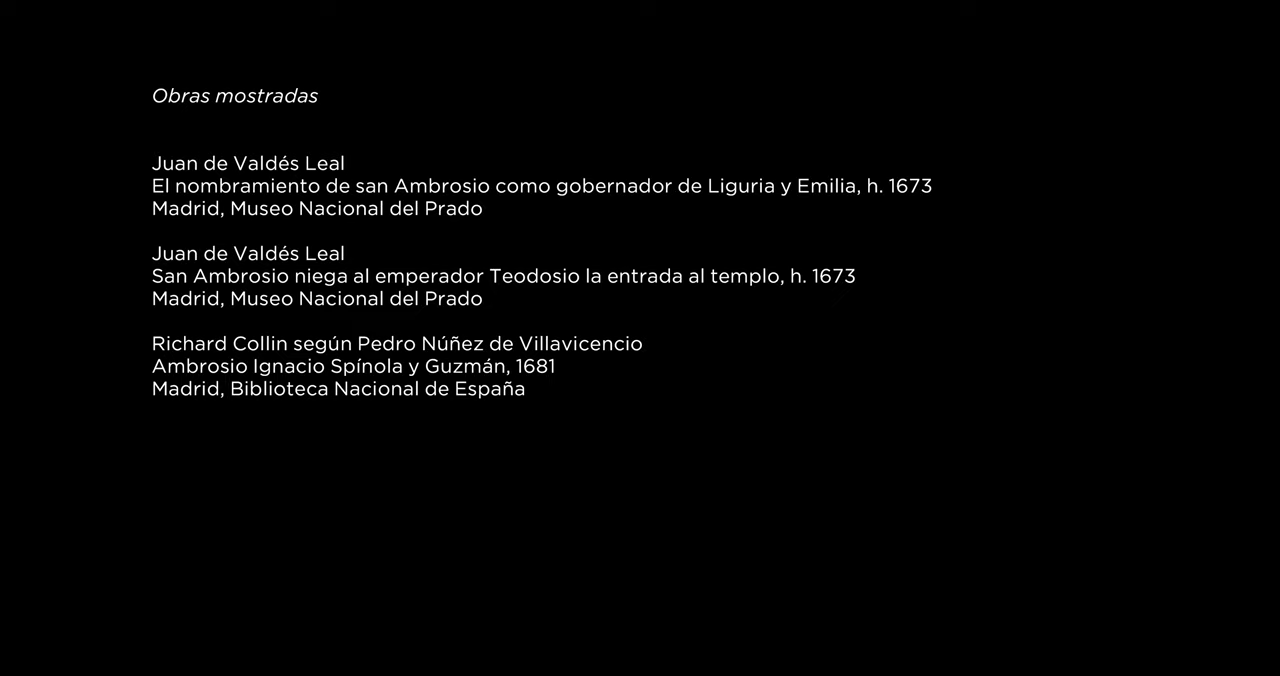 Obras mostradas
Juan de Valdés Leal
El nombramiento de san Ambrosio como gobernador de Liguria y Emilia, h. 1673
Madrid, Museo Nacional del Prado
Juan de Valdés Leal
San Ambrosio niega al emperador Teodosio la entrada al templo, h. 1673
Madrid, Museo Nacional del Prado
Richard Collin según Pedro Núñez de Villavicencio
Ambrosio Ignacio Spínola y Guzmán, 1681
Madrid, Biblioteca Nacional de España